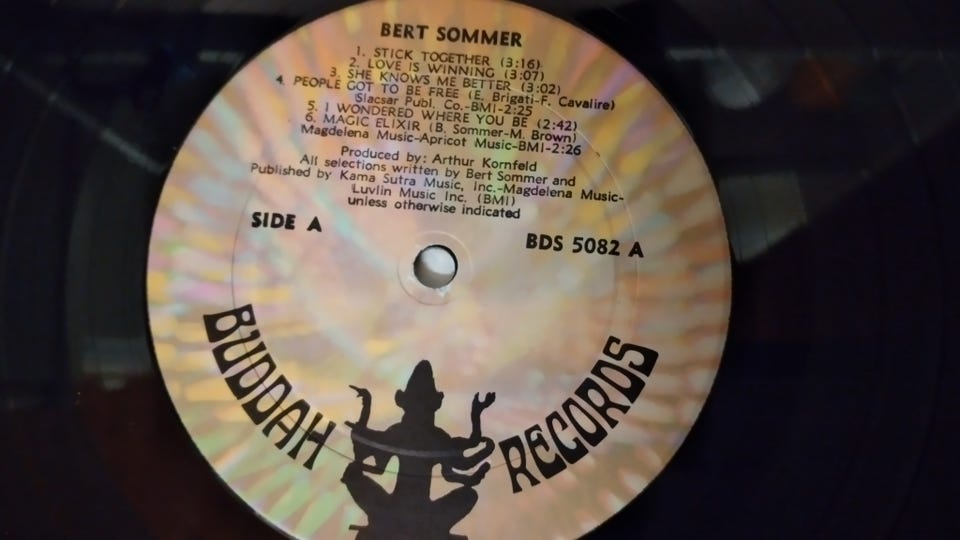 BERT SOMMER
1. STICK TOGETHER (3:16)
2. LOVE IS WINNING (3:07)
3. SHE KNOWS ME BETTER (3:02)
4. PEOPLE GOT TO BE FREE (E. Brigati-F. Cavalire)
Slacsar Publ. Co.-BMI-2:25
5. I WONDERED WHERE YOU BE (2:42)
6. MAGIC ELIXIR (B. Sommer-M. Brown)
Magdelena Music-Apricot Music-BMI-2:26
Produced by: Arthur Kornfeld
All selections written by Bert Sommer and
Published by Kama Sutra Music, Inc.-Magdelena Music-
Luvlin Music Inc. (BMI)
unless otherwise indicated
SIDE A
BDS 5082 A
BUDDAH RECORDS